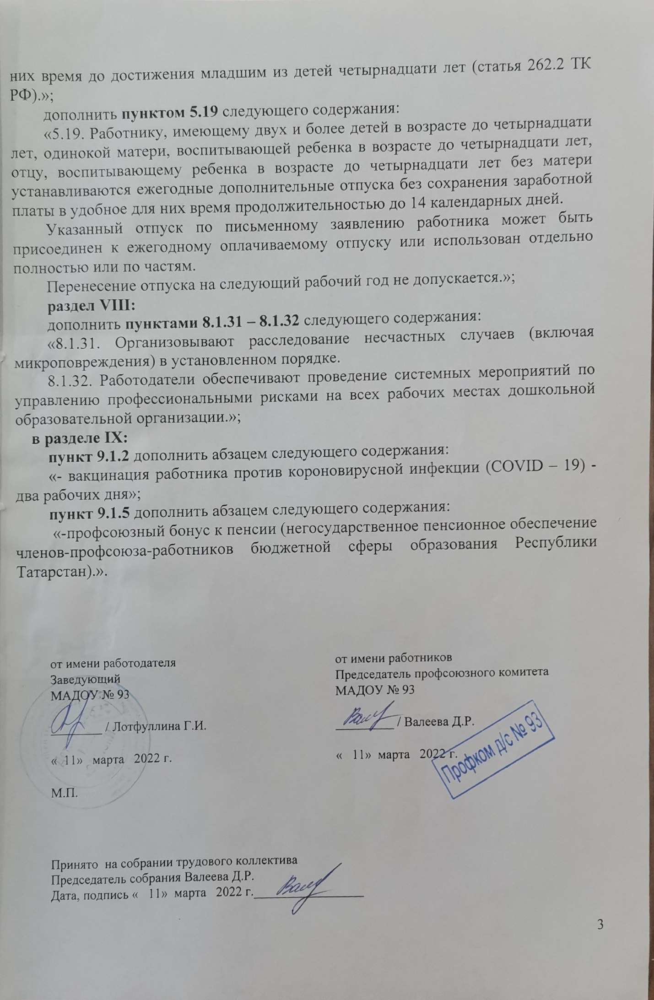 них время до достижения младшим из детей четырнадцати лет (статья 262.2 ТК
РФ).»;
дополнить пунктом 5.19 следующего содержания:
«5.19. Работнику, имеющему двух и более детей в возрасте до четырнадцати
лет, одинокой матери, воспитывающей ребенка в возрасте до четырнадцати лет,
отцу, воспитывающему ребенка в возрасте до четырнадцати лет без матери
устанавливаются ежегодные дополнительные отпуска без сохранения заработной
платы в удобное для них время продолжительностью до 14 календарных дней.
Указанный отпуск по письменному заявлению работника может быть
присоединен к ежегодному оплачиваемому отпуску или использован отдельно
полностью или по частям.
Перенесение отпуска на следующий рабочий год не допускается.»;
раздел VIII:
дополнить пунктами 8.1.31 – 8.1.32 следующего содержания:
«8.1.31. Организовывают расследование несчастных случаев (включая
микроповреждения) в установленном порядке.
8.1.32. Работодатели обеспечивают проведение системных мероприятий по
управлению профессиональными рисками на всех рабочих местах дошкольной
образовательной организации.»;
в разделе IX:
пункт 9.1.2 дополнить абзацем следующего содержания:
«- вакцинация работника против короновирусной инфекции (COVID – 19) -
два рабочих дня»;
пункт 9.1.5 дополнить абзацем следующего содержания:
«-профсоюзный бонус к пенсии (негосударственное пенсионное обеспечение
членов-профсоюза-работников бюджетной сферы образования Республики
Татарстан).».
от имени работодателя
Заведующий
МАДОУ № 93
/ Лотфуллина Г.И.
« 11» марта 2022 г.
М.П.
от имени работников
Председатель профсоюзного комитета
МАДОУ № 93
/ Валеева Д.Р.
« 11» марта 2022 г.
Профком д/с № 93
Принято на собрании трудового коллектива
Председатель собрания Валеева Д.Р.
Дата, подпись « 11» марта 2022 г.
3